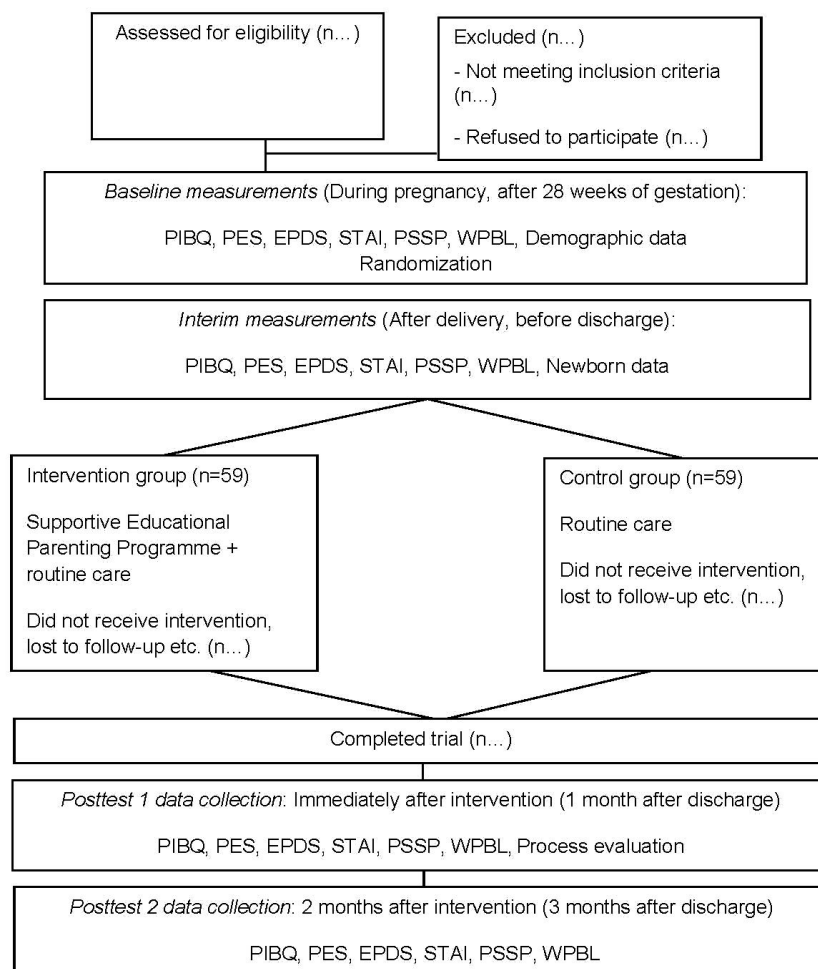 Assessed for eligibility (n...)
Excluded (n...)
- Not meeting inclusion criteria
(n...)
- Refused to participate (n...)
Baseline measurements (During pregnancy, after 28 weeks of gestation):
PIBQ, PES, EPDS, STAI, PSSP, WPBL, Demographic data
Randomization
Interim measurements (After delivery, before discharge):
PIBQ, PES, EPDS, STAI, PSSP, WPBL, Newborn data
Intervention group (n=59)
Supportive Educational
Parenting Programme +
routine care
Did not receive intervention,
lost to follow-up etc. (n...)
Control group (n=59)
Routine care
Did not receive intervention,
lost to follow-up etc. (n...)
Completed trial (n...)
Posttest 1 data collection: Immediately after intervention (1 month after discharge)
PIBQ, PES, EPDS, STAI, PSSP, WPBL, Process evaluation
Posttest 2 data collection: 2 months after intervention (3 months after discharge)
PIBQ, PES, EPDS, STAI, PSSP, WPBL